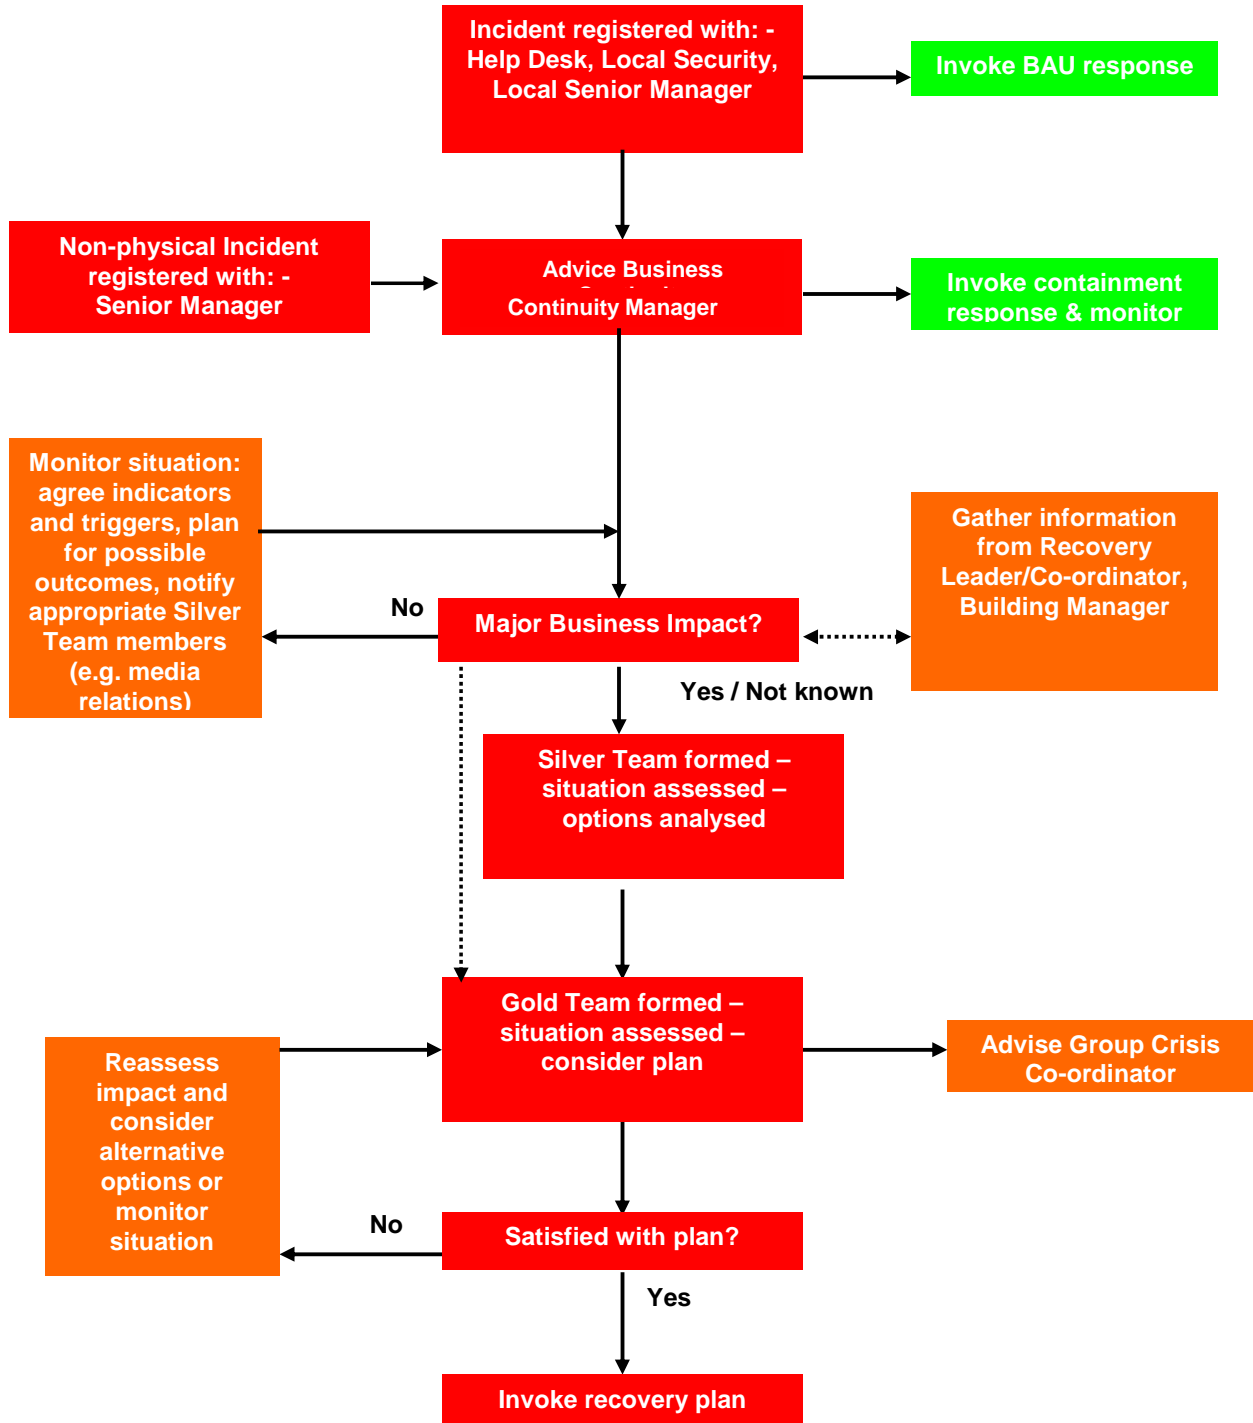 Incident registered with: -
Help Desk, Local Security,
Local Senior Manager
Invoke BAU response
Non-physical Incident
registered with: -
Senior Manager
Advice Business
Continuity Manager
Invoke containment
response & monitor
Monitor situation:
agree indicators
and triggers, plan
for possible
outcomes, notify
appropriate Silver
Team members
(e.g. media
relations)
Gather information
from Recovery
Leader/Co-ordinator,
Building Manager
No
Major Business Impact?
Yes / Not known
Silver Team formed –
situation assessed –
options analysed
Gold Team formed –
situation assessed –
consider plan
Advise Group Crisis
Co-ordinator
Reassess
impact and
consider
alternative
options or
monitor
situation
No
Satisfied with plan?
Yes
Invoke recovery plan